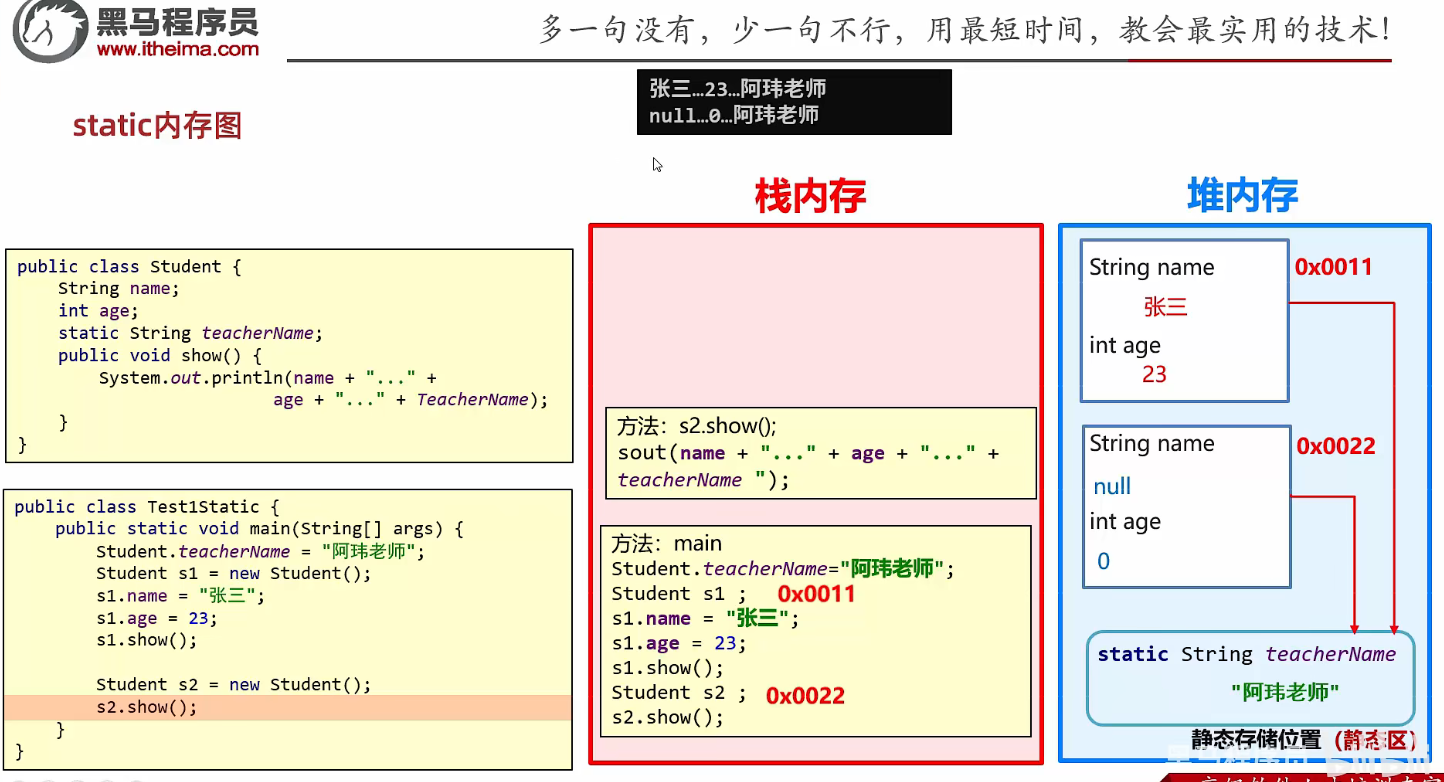 黑马程序员
www.itheima.com
多一句没有，少一句不行，用最短时间，教会最实用的技术！
张三…23…阿玮老师
null…0…阿玮老师
static内存图
栈内存
堆内存
public class Student {
String name;
int age;
static String teacherName;
public void show() {
System.out.println(name + "..." +
age + "..." + TeacherName);
}
}
public class Test1Static {
public static void main(String[] args) {
Student.teacherName = "阿玮老师";
Student s1 = new Student();
s1.name = "张三";
s1.age = 23;
s1.show();
Student s2 = new Student();
s2.show();
}
}
方法：s2.show();
sout(name + "..." + age + "..." +
teacherName ");
方法：main
Student.teacherName="阿玮老师";
Student s1 ; 0x0011
s1.name = "张三";
s1.age = 23;
s1.show();
Student s2 ; 0x0022
s2.show();
String name 0x0011
张三
int age
23
String name 0x0022
null
int age
0
static String teacherName
"阿玮老师"
静态存储位置（静态区）